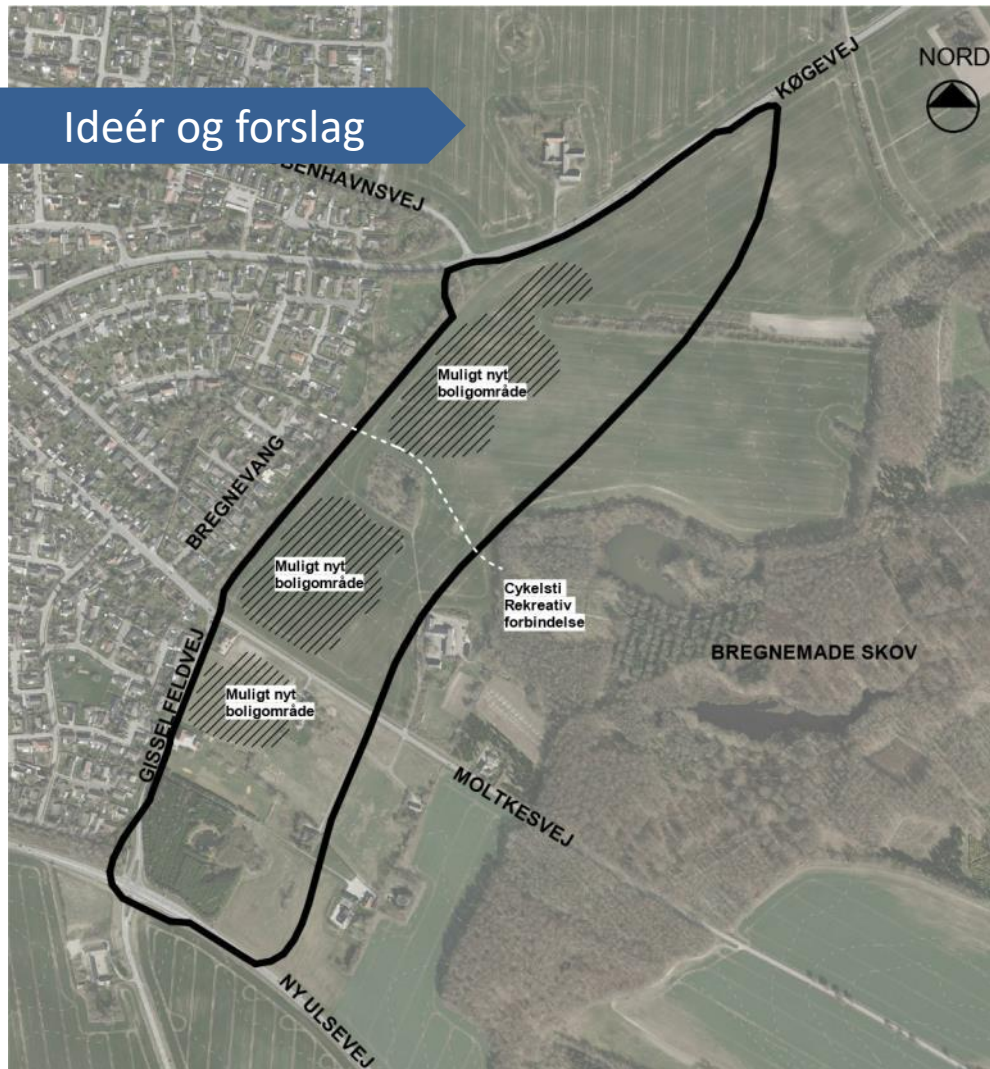 Ideér og forslag
KØGEVEJ
NORD
Muligt nyt
boligområde
BREGNEVANG
Muligt nyt
boligområde
Cykelsti
Rekreativ
forbindelse
BREGNEMADE SKOV
Muligt nyt
boligområde
GISSELFELDVEJ
MOLTKESVEJ
NY ULSEVEJ